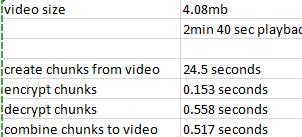 video size 4.08mb
2min 40 sec playback
create chunks from video 24.5 seconds
encrypt chunks 0.153 seconds
decrypt chunks 0.558 seconds
combine chunks to video 0.517 seconds